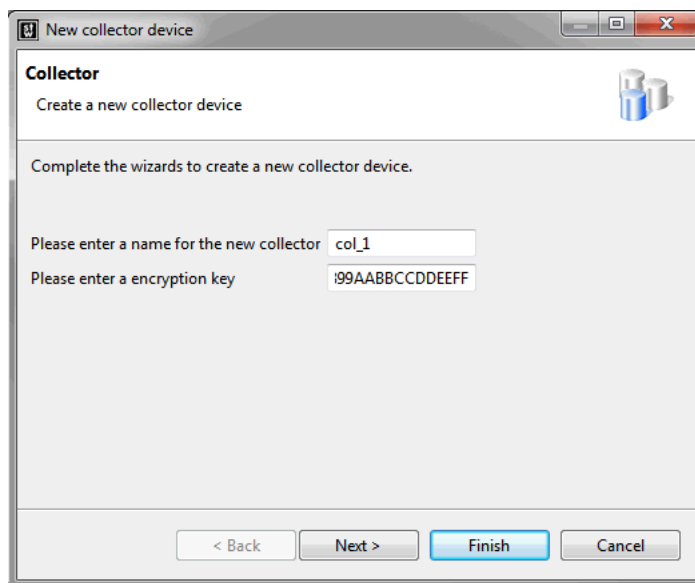 New collector device
Collector
Create a new collector device
Complete the wizards to create a new collector device.
Please enter a name for the new collector col_1
Please enter a encryption key 99AABBCCDDEEFF
< Back Next > Finish Cancel